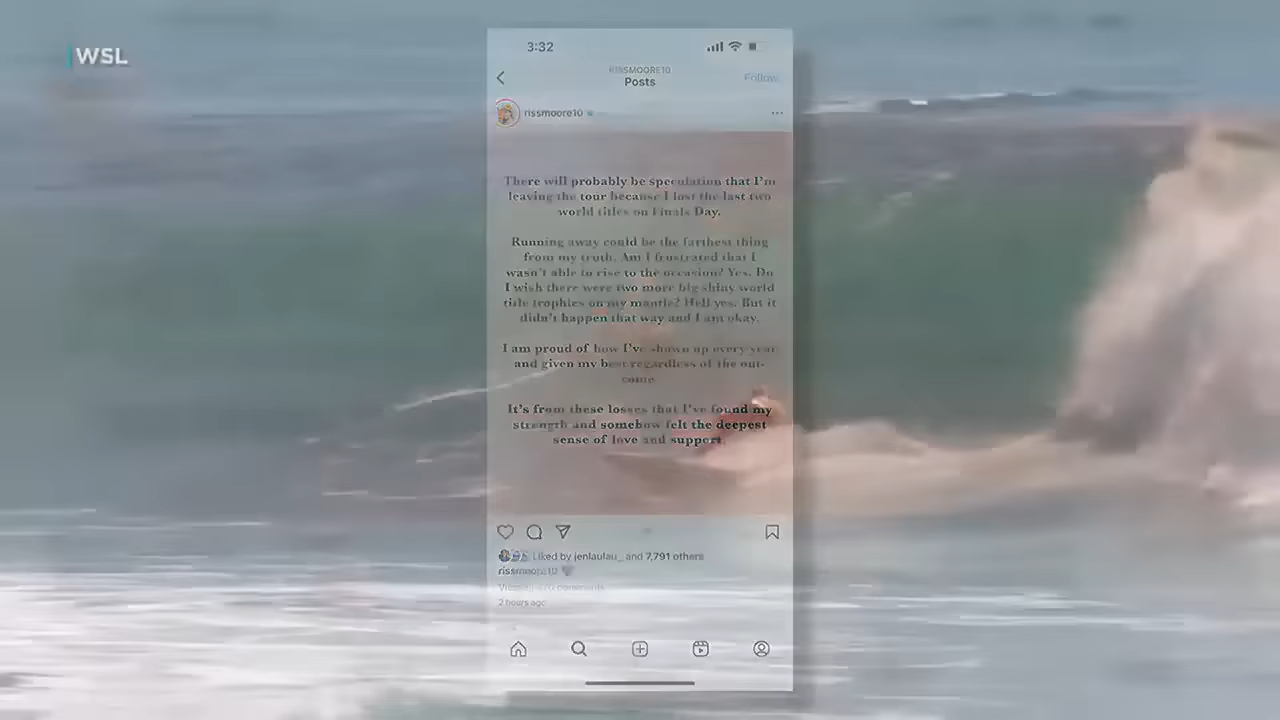 WSL
3:32
RISSMOORE10
Posts
Follow
rissmoore10
There will probably be speculation that I'm
leaving the tour because I lost the last two
world titles on Finals Day.
Running away could be the farthest thing
from my truth. Am I frustrated that I
wasn't able to rise to the occasion? Yes. Do
I wish there were two more big shiny world
title trophies on my mantle? Hell yes. But it
didn't happen that way and I am okay.
I am proud of how I've shown up every year
and given my best regardless of the out-
come.
It's from these losses that I've found my
strength and somehow felt the deepest
sense of love and support.
Liked by jenlaulau_ and 7,791 others
rissmoore10
comments
2 hours ago